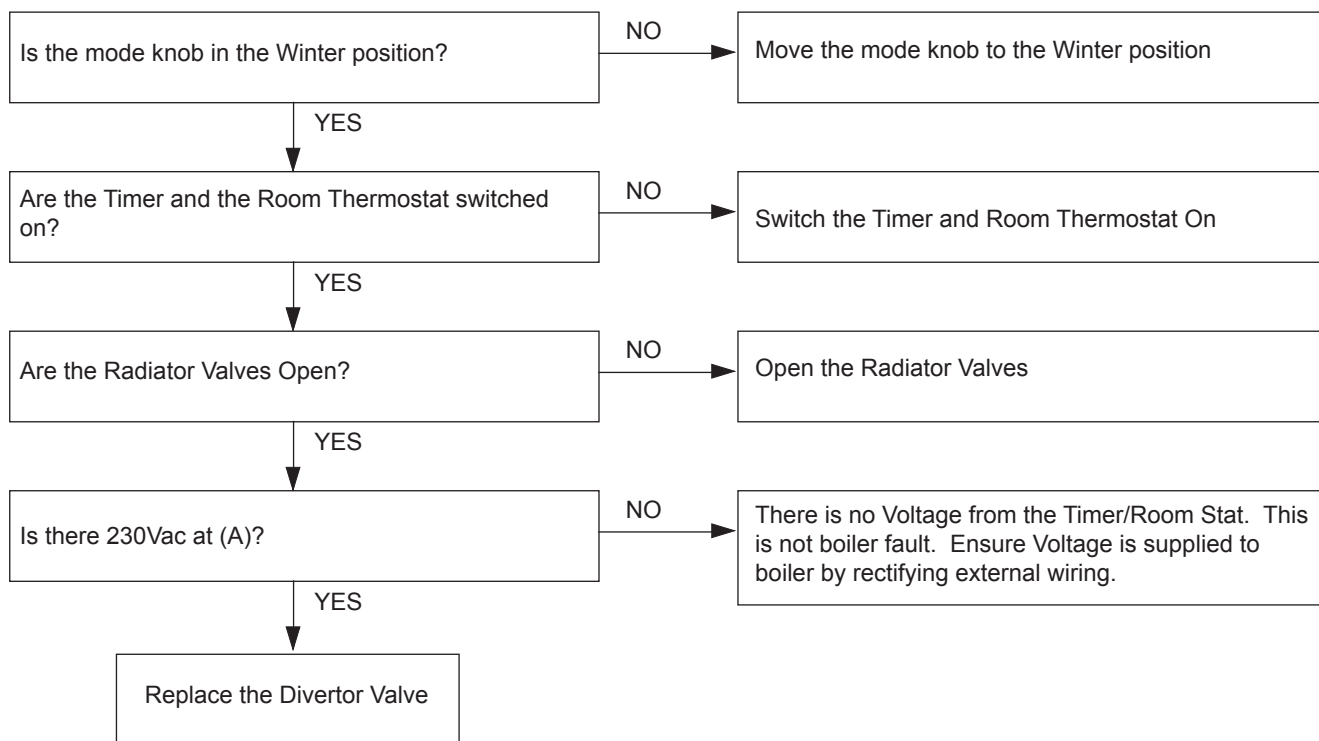 Is the mode knob in the Winter position?
NO
Move the mode knob to the Winter position
YES
Are the Timer and the Room Thermostat switched
on?
NO
Switch the Timer and Room Thermostat On
YES
Are the Radiator Valves Open?
NO
Open the Radiator Valves
YES
Is there 230Vac at (A)?
NO
There is no Voltage from the Timer/Room Stat.  This
is not boiler fault.  Ensure Voltage is supplied to
boiler by rectifying external wiring.
YES
Replace the Divertor Valve